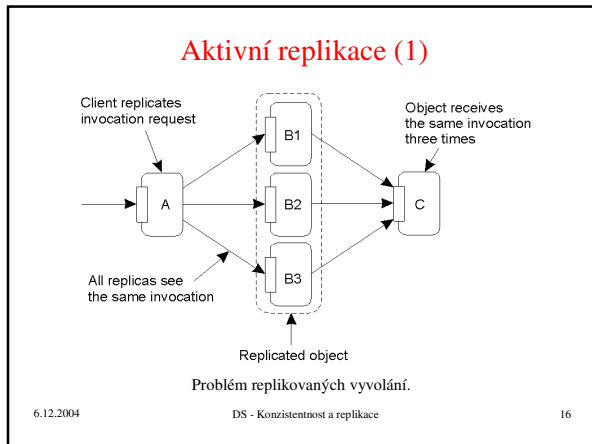 Aktivní replikace (1)
Client replicates
invocation request
Object receives
the same invocation
three times
B1
A
B2
C
B3
All replicas see
the same invocation
Replicated object
Problém replikovaných vyvolání.
6.12.2004
DS - Konzistentnost a replikace
16